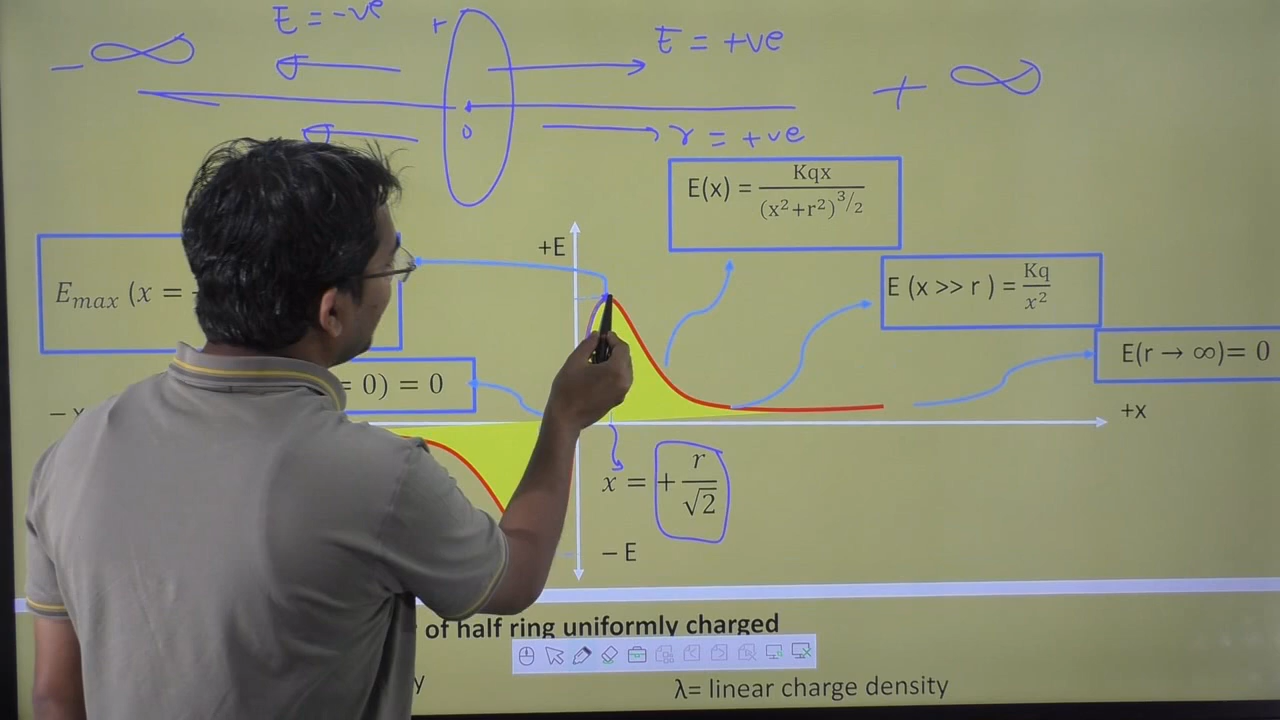 E = -ve
r
− ∞
E = +ve
+ ∞
0
r = +ve
E(x) = Kqx / (x²+r²)^3/2
+E
E_max (x =
E (x >> r ) = Kq / x²
E(r → ∞)= 0
= 0) = 0
+x
x = + r / √2
− E
of half ring uniformly charged
λ= linear charge density